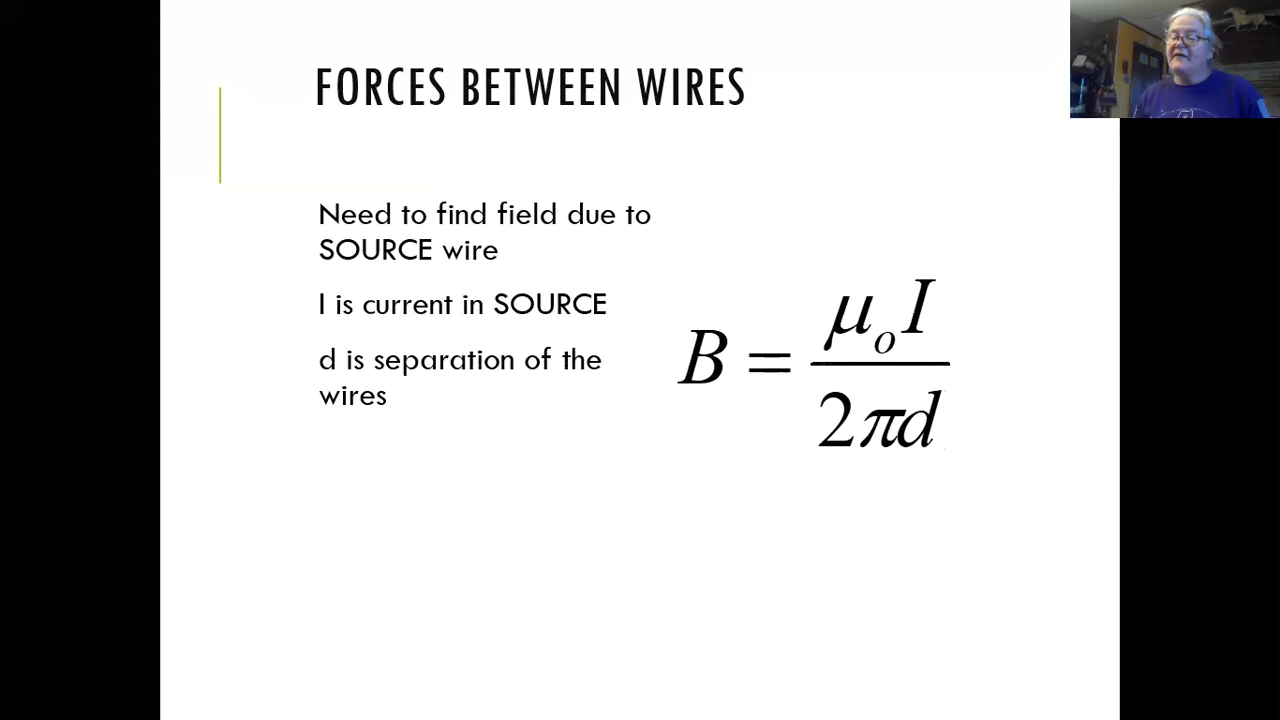 FORCES BETWEEN WIRES
Need to find field due to
SOURCE wire
I is current in SOURCE
d is separation of the
wires
B = μₒI / 2πd